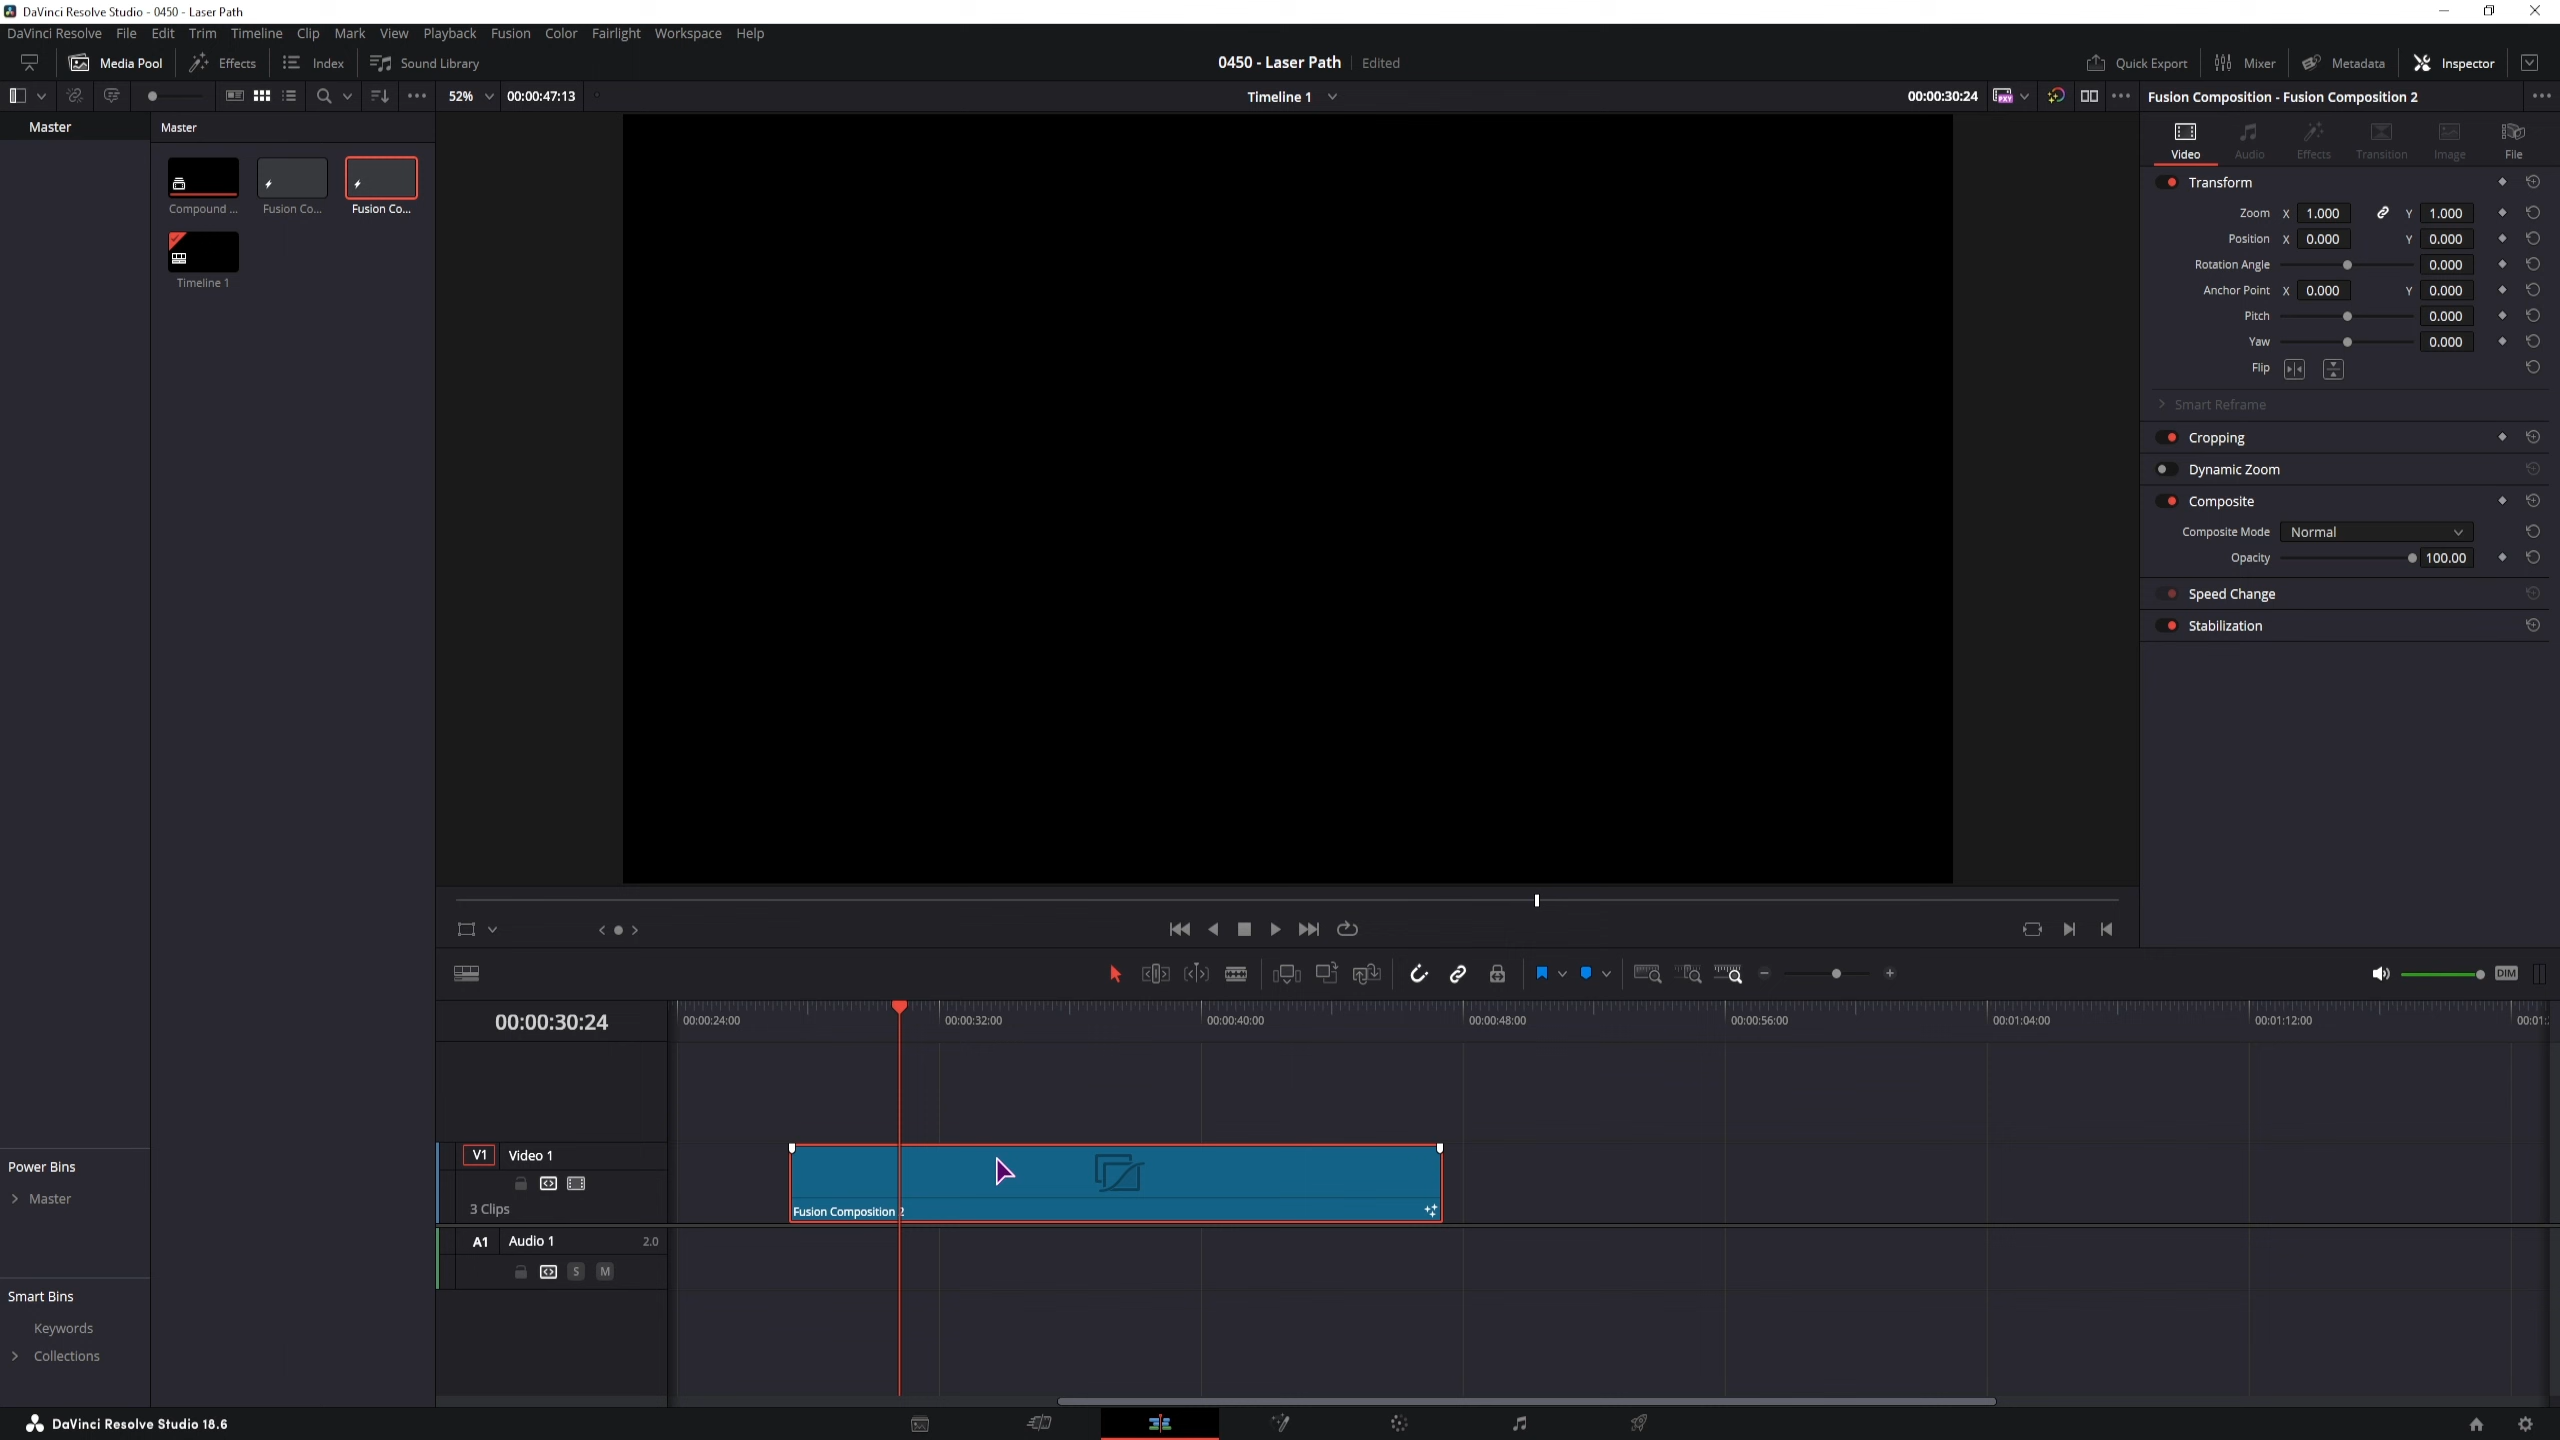 DaVinci Resolve Studio - 0450 - Laser Path
DaVinci Resolve File Edit Trim Timeline Clip Mark View Playback Fusion Color Fairlight Workspace Help
Media Pool Effects Index Sound Library 0450 - Laser Path Edited Quick Export Mixer Metadata Inspector
52% 00:00:47:13 Timeline 1 00:00:30:24 Fusion Composition - Fusion Composition 2
Master Master
Video Audio Effects Transition Image File
Transform
Compound ... Fusion Co... Fusion Co...
Zoom X 1.000 Y 1.000
Position X 0.000 Y 0.000
Rotation Angle 0.000
Timeline 1
Anchor Point X 0.000 Y 0.000
Pitch 0.000
Yaw 0.000
Flip
Smart Reframe
Cropping
Dynamic Zoom
Composite
Composite Mode Normal
Opacity 100.00
Speed Change
Stabilization
DIM
00:00:30:24 00:00:24:00 00:00:32:00 00:00:40:00 00:00:48:00 00:00:56:00 00:01:04:00 00:01:12:00 00:01:
V1 Video 1
Power Bins
Master
3 Clips Fusion Composition 2
A1 Audio 1 2.0
S M
Smart Bins
Keywords
Collections
DaVinci Resolve Studio 18.6